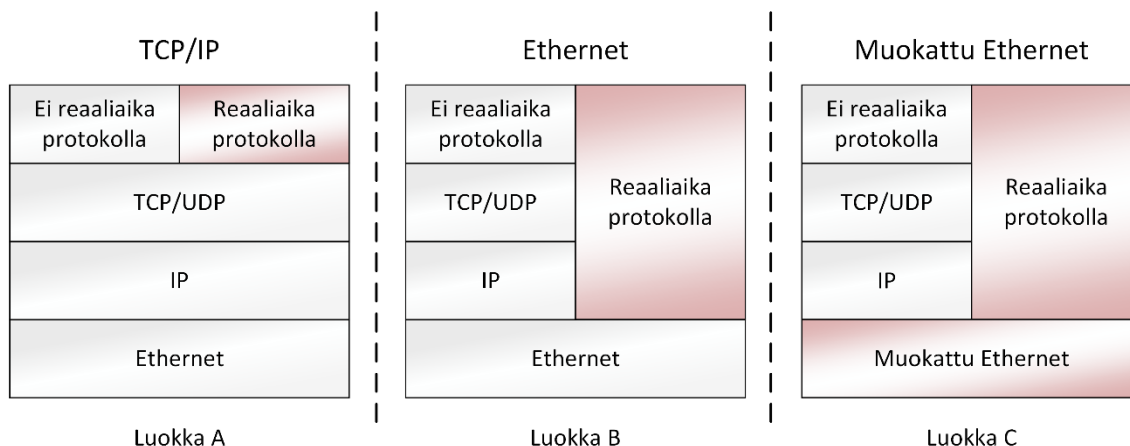 TCP/IP
Ei reaaliaika
protokolla
Reaaliaika
protokolla
TCP/UDP
IP
Ethernet
Luokka A
Ethernet
Ei reaaliaika
protokolla
TCP/UDP
IP
Reaaliaika
protokolla
Ethernet
Luokka B
Muokattu Ethernet
Ei reaaliaika
protokolla
TCP/UDP
IP
Reaaliaika
protokolla
Muokattu Ethernet
Luokka C